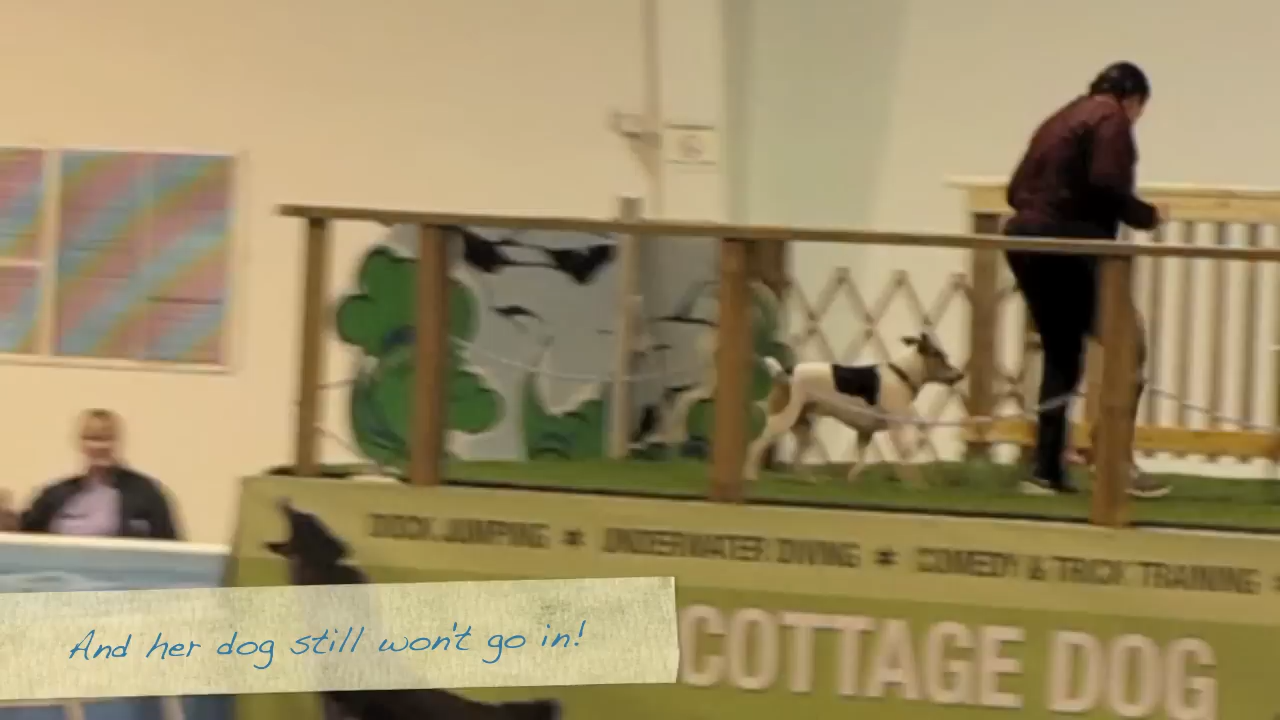 DOCK JUMPING * UNDERWATER DIVING * COMEDY & TRICK TRAINING *
COTTAGE DOG
And her dog still won't go in!